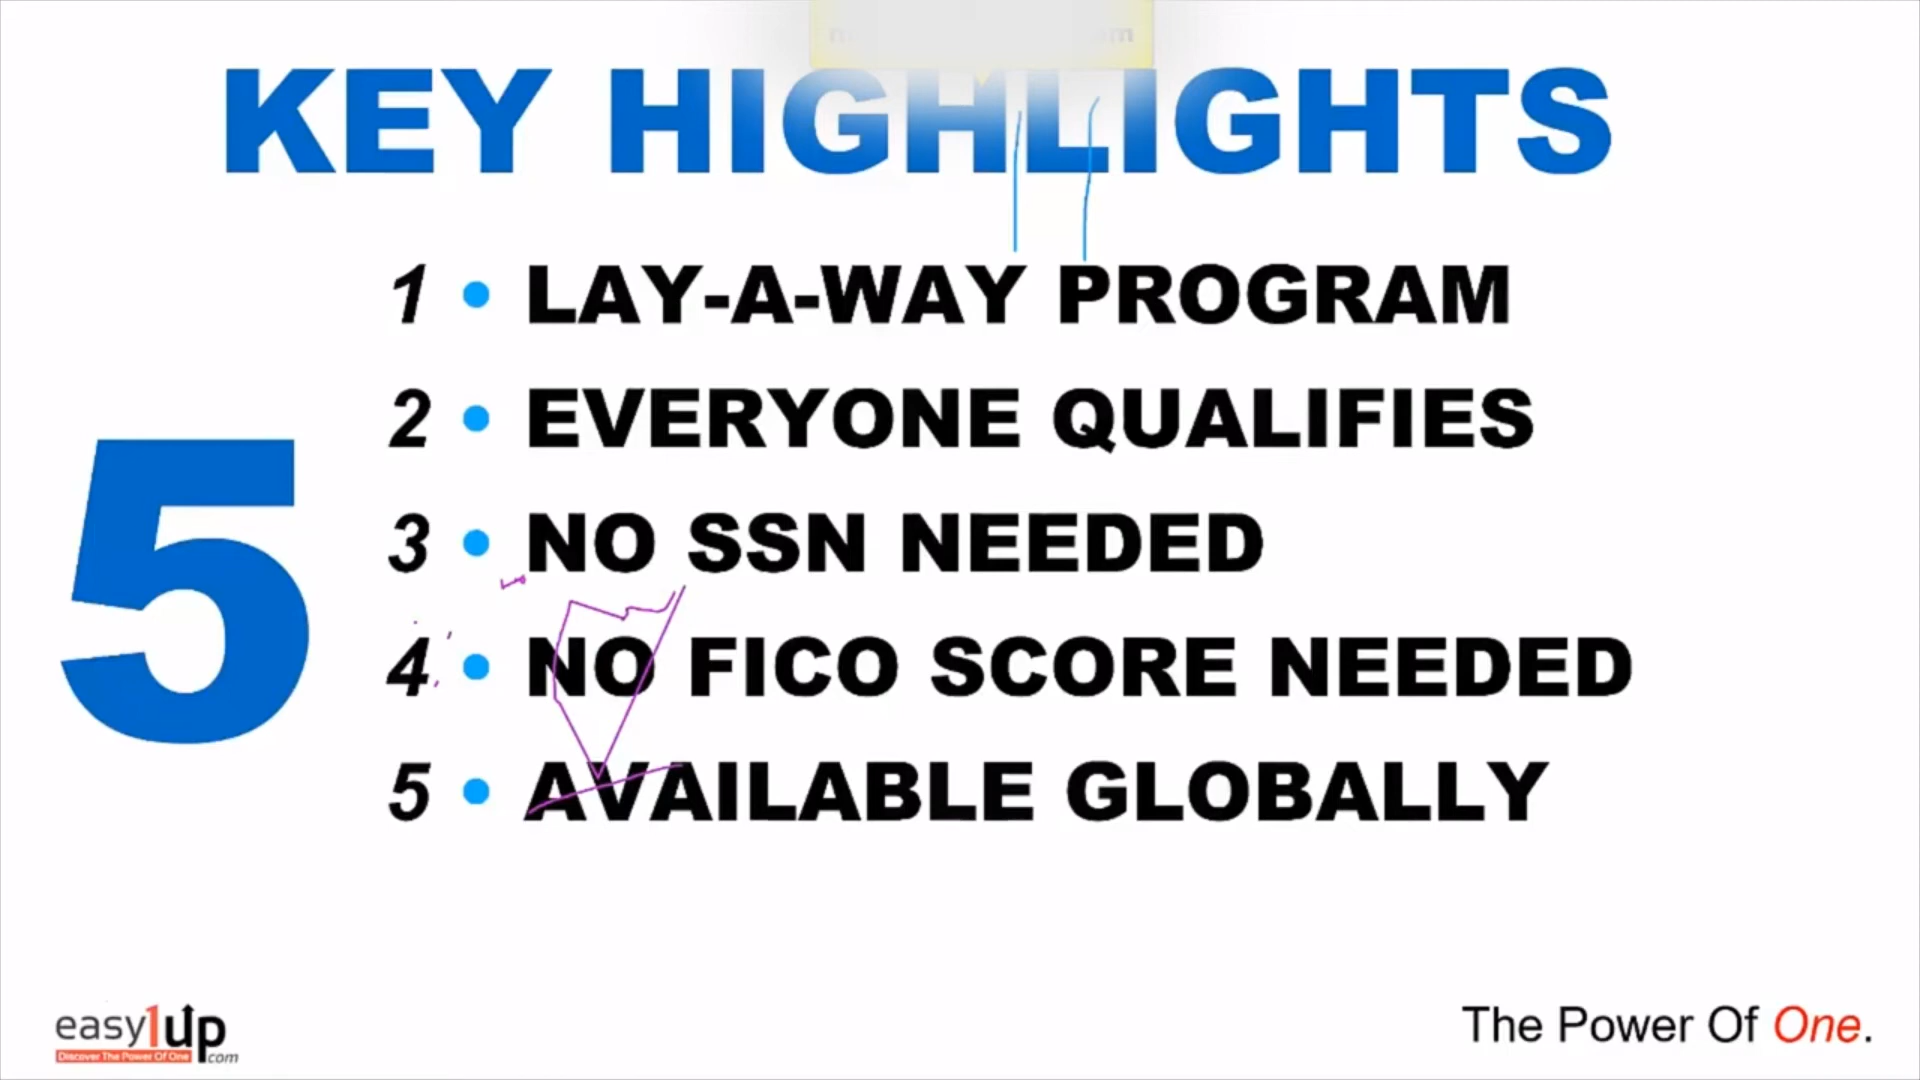 KEY HIGHLIGHTS
5
1 • LAY-A-WAY PROGRAM
2 • EVERYONE QUALIFIES
3 • NO SSN NEEDED
4 • NO FICO SCORE NEEDED
5 • AVAILABLE GLOBALLY
easy1up
Discover The Power Of One .com
The Power Of One.